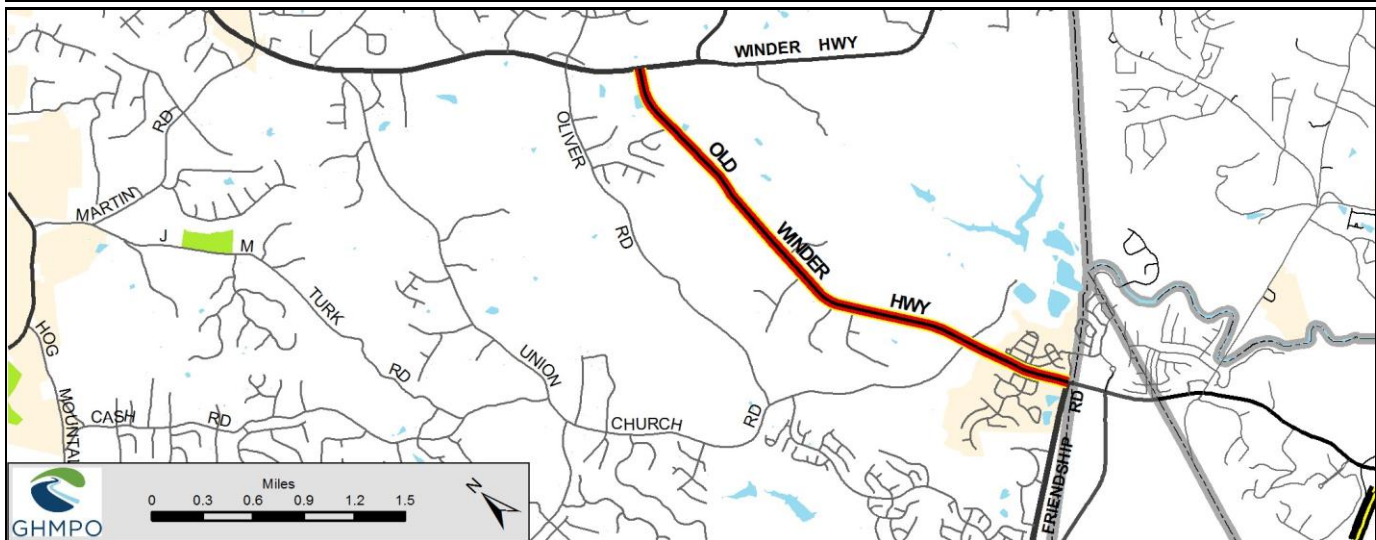 WINDER HWY
OLIVER
RD
OLD
WINDER
HWY
RD
MARTIN
J M
TURK
RD
UNION
CHURCH
RD
HOG
MOUNTAI
CASH RD
FRIENDSHIP
RD
Miles
0 0.3 0.6 0.9 1.2 1.5
N
GHMPO